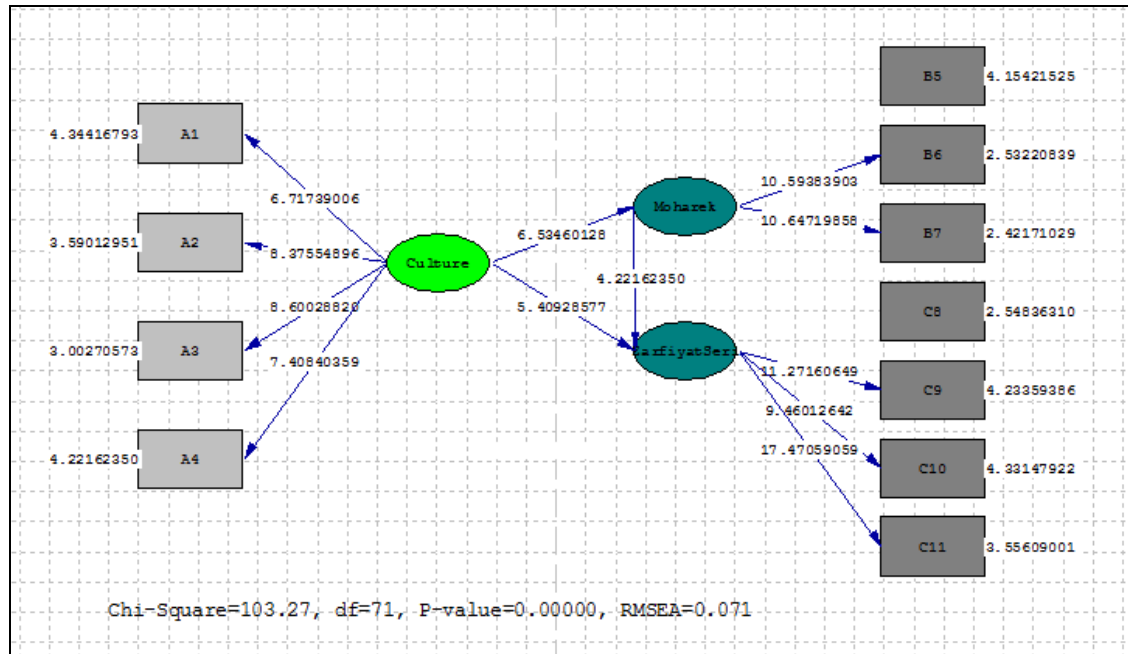 B5 4.15421525
4.34416793 A1
B6 2.53220839
10.59383903
6.71739006
Moharek
10.64719858
B7 2.42171029
3.59012951 A2
6.53460128
8.37554896
Culture
4.22162350
8.60028820
5.40928577
C8 2.54836310
3.00270573 A3
7.40840359
11.27160649
C9 4.23359386
9.46012642
17.47059059
4.22162350 A4
C10 4.33147922
C11 3.55609001
Chi-Square=103.27, df=71, P-value=0.00000, RMSEA=0.071